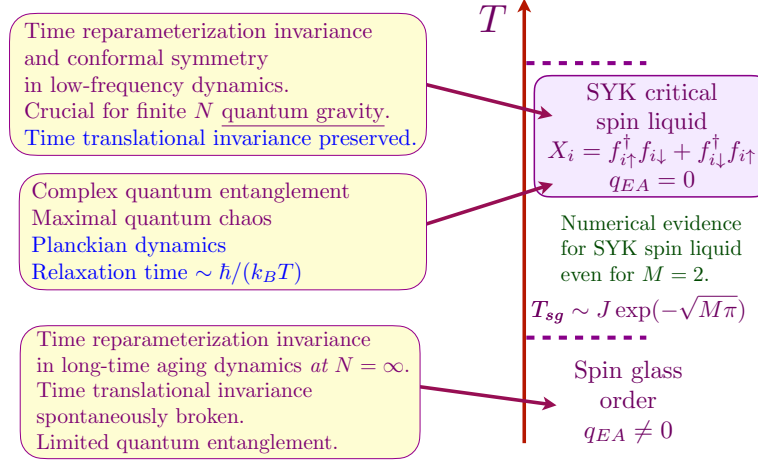 Time reparameterization invariance
and conformal symmetry
in low-frequency dynamics.
Crucial for finite N quantum gravity.
Time translational invariance preserved.
Complex quantum entanglement
Maximal quantum chaos
Planckian dynamics
Relaxation time ∼ ℏ/(k_B T)
Time reparameterization invariance
in long-time aging dynamics at N = ∞.
Time translational invariance
spontaneously broken.
Limited quantum entanglement.
T
SYK critical
spin liquid
X_i = f_{i↑}^† f_{i↓} + f_{i↓}^† f_{i↑}
q_{EA} = 0
Numerical evidence
for SYK spin liquid
even for M = 2.
T_{sg} ∼ J exp(−√{Mπ})
Spin glass
order
q_{EA} ≠ 0